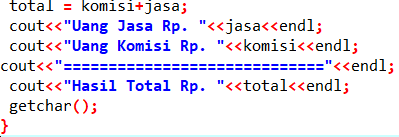 total = komisi+jasa;
cout<<"Uang Jasa Rp. "<<jasa<<endl;
cout<<"Uang Komisi Rp. "<<komisi<<endl;
cout<<"=============================="<<endl;
cout<<"Hasil Total Rp. "<<total<<endl;
getchar();
}